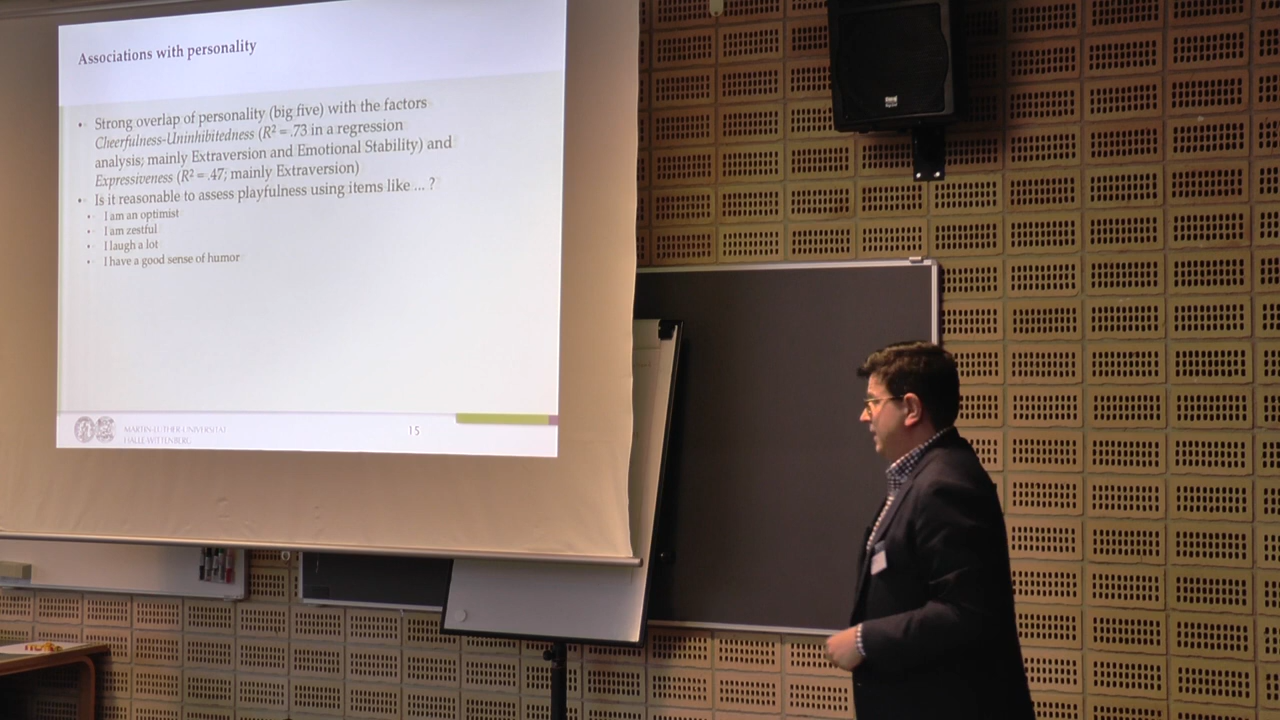 Associations with personality
• Strong overlap of personality (big five) with the factors
Cheerfulness-Uninhibitedness (R² = .73 in a regression
analysis; mainly Extraversion and Emotional Stability) and
Expressiveness (R² = .47; mainly Extraversion)
• Is it reasonable to assess playfulness using items like ... ?
• I am an optimist
• I am zestful
• I laugh a lot
• I have a good sense of humor
MARTIN-LUTHER-UNIVERSITÄT
HALLE-WITTENBERG
15